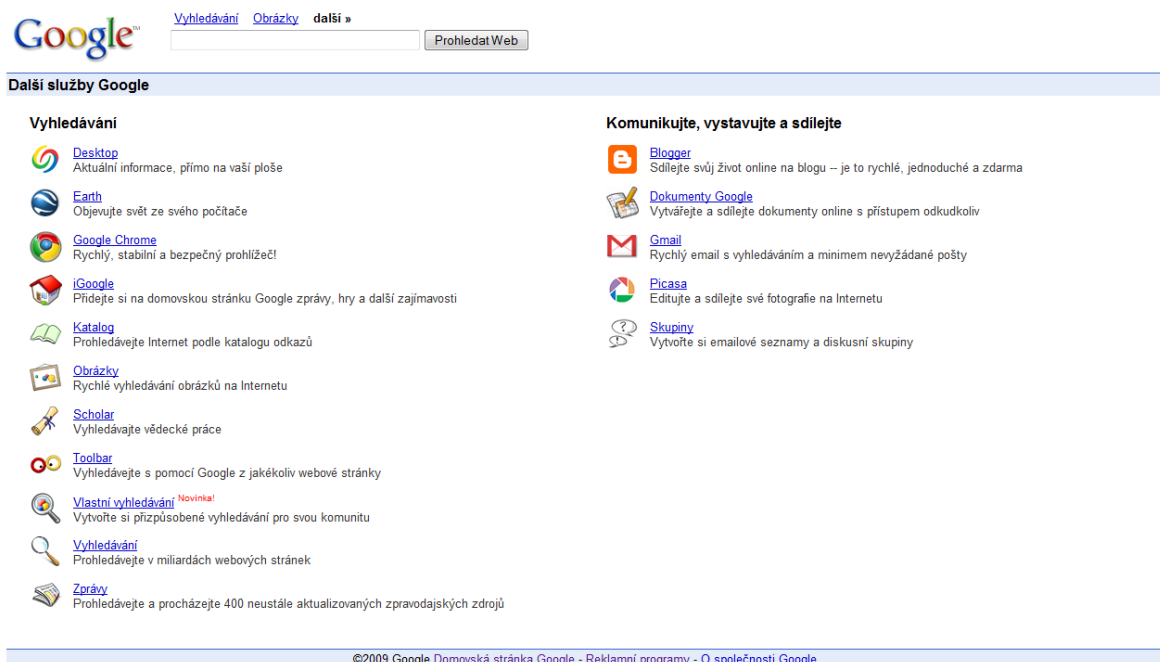 Google™
Vyhledávání Obrázky další »
Prohledat Web
Další služby Google
Vyhledávání
Desktop
Aktuální informace, přímo na vaší ploše
Earth
Objevujte svět ze svého počítače
Google Chrome
Rychlý, stabilní a bezpečný prohlížeč!
iGoogle
Přidejte si na domovskou stránku Google zprávy, hry a další zajímavosti
Katalog
Prohledávejte Internet podle katalogu odkazů
Obrázky
Rychlé vyhledávání obrázků na Internetu
Scholar
Vyhledávajte vědecké práce
Toolbar
Vyhledávejte s pomocí Google z jakékoliv webové stránky
Vlastní vyhledávání Novinka!
Vytvořte si přizpůsobené vyhledávání pro svou komunitu
Vyhledávání
Prohledávejte v miliardách webových stránek
Zprávy
Prohledávejte a procházejte 400 neustále aktualizovaných zpravodajských zdrojů
Komunikujte, vystavujte a sdílejte
Blogger
Sdílejte svůj život online na blogu -- je to rychlé, jednoduché a zdarma
Dokumenty Google
Vytvářejte a sdílejte dokumenty online s přístupem odkudkoliv
Gmail
Rychlý email s vyhledáváním a minimem nevyžádané pošty
Picasa
Editujte a sdílejte své fotografie na Internetu
Skupiny
Vytvořte si emailové seznamy a diskusní skupiny
©2009 Google Domovská stránka Google - Reklamní programy - O společnosti Google